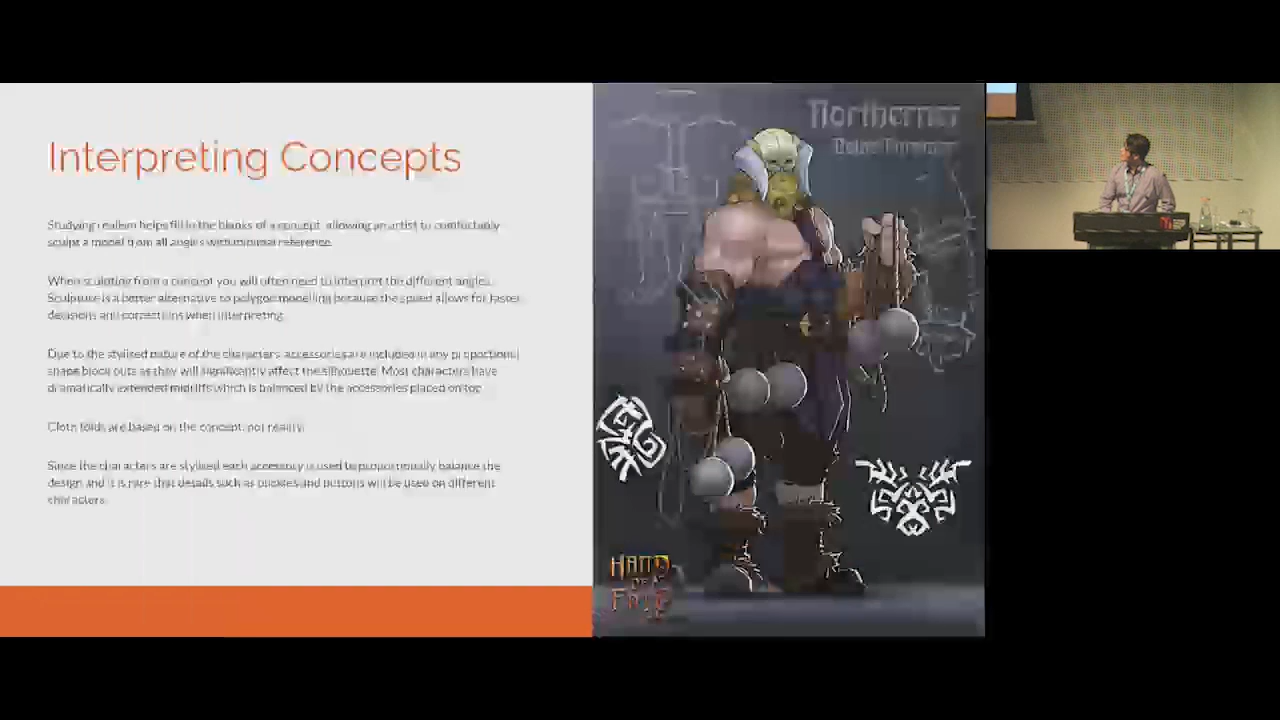 Interpreting Concepts
Studying realism helps fill in the blanks of a concept, allowing an artist to comfortably
sculpt a model from all angles with minimal reference.
When sculpting from a concept you will often need to interpret the different angles.
Sculpture is a better alternative to polygon modelling because the speed allows for faster
decisions and corrections when interpreting.
Due to the stylised nature of the characters, accessories are included in any proportional
shape block outs as they will significantly affect the silhouette. Most characters have
dramatically extended midriffs which is balanced by the accessories placed on top.
Cloth folds are based on the concept, not reality.
Since the characters are stylised each accessory is used to proportionally balance the
design and it is rare that details such as buckles and buttons will be used on different
characters.
Northerner
HAND
OF
FATE